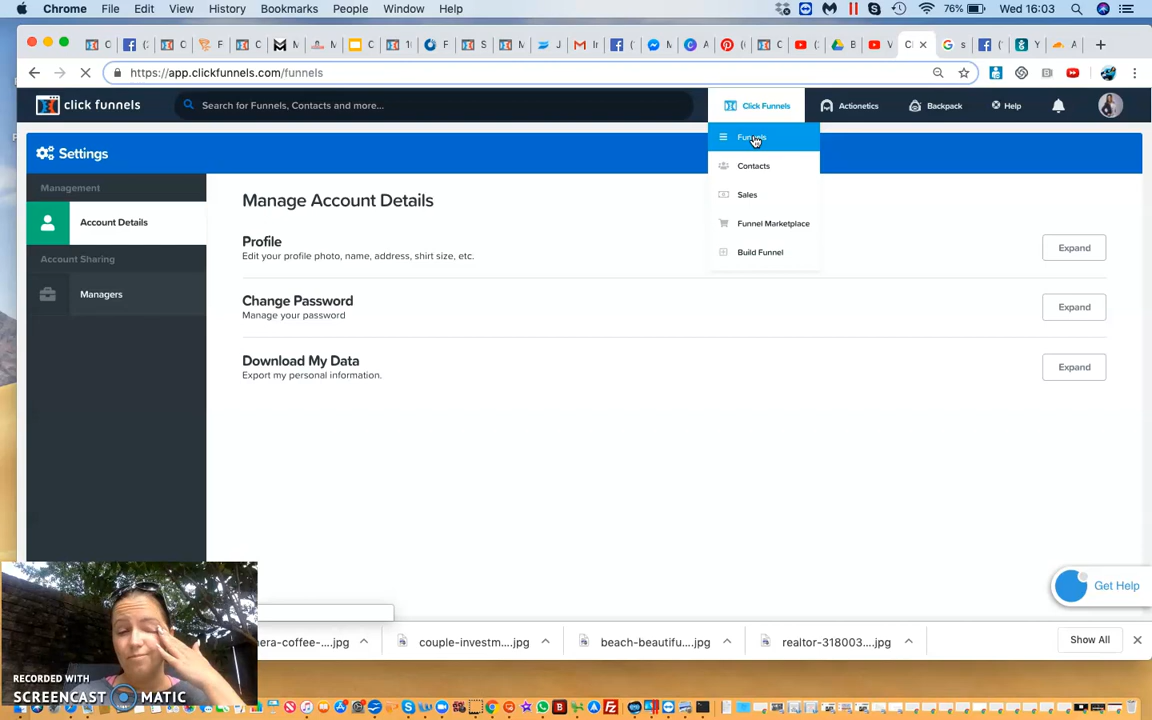 Chrome File Edit View History Bookmarks People Window Help 76% Wed 16:03
https://app.clickfunnels.com/funnels
click funnels Search for Funnels, Contacts and more... Click Funnels Actionetics Backpack Help
Settings
Funnels
Contacts
Sales
Funnel Marketplace
Build Funnel
Management
Account Details
Account Sharing
Managers
Manage Account Details
Profile
Edit your profile photo, name, address, shirt size, etc.
Expand
Change Password
Manage your password
Expand
Download My Data
Export my personal information.
Expand
Get Help
era-coffee-....jpg couple-investm....jpg beach-beautifu....jpg realtor-318003....jpg Show All
RECORDED WITH
SCREENCAST MATIC